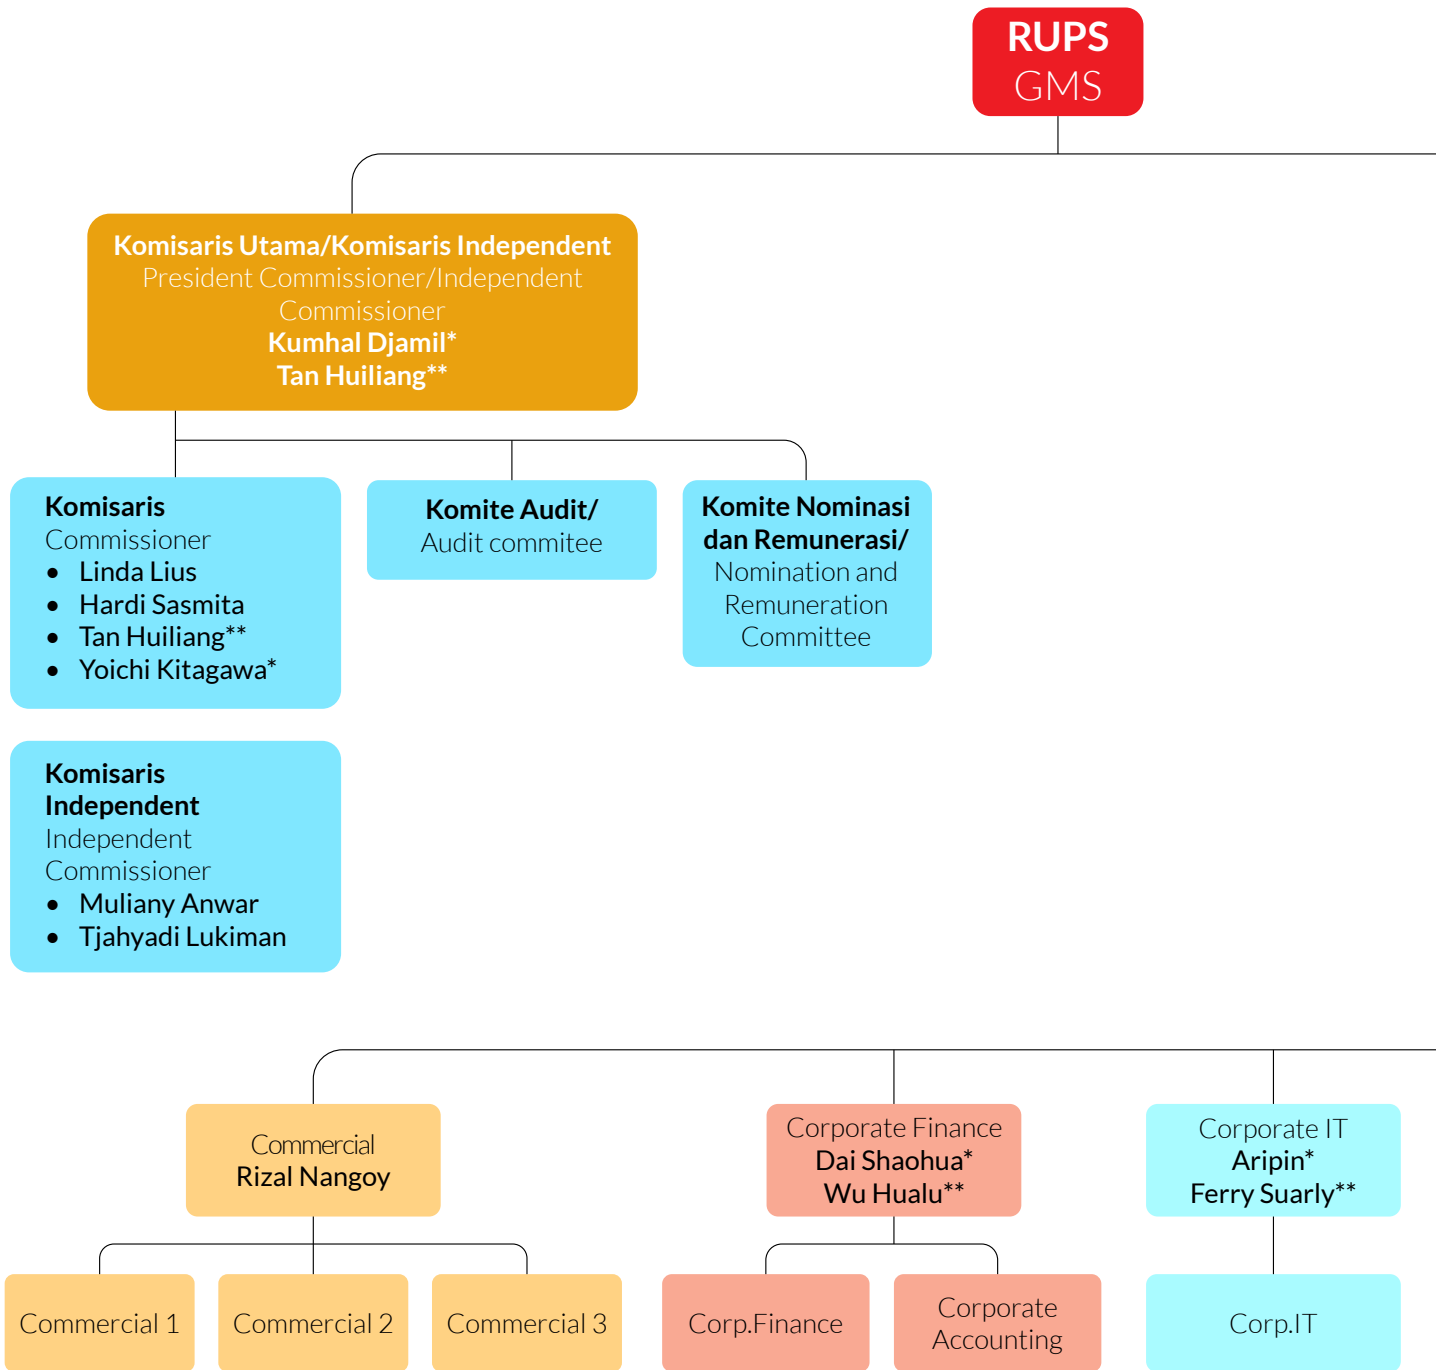 RUPS
GMS
Komisaris Utama/Komisaris Independent
President Commissioner/Independent
Commissioner
Kumhal Djamil*
Tan Huiliang**
Komisaris
Commissioner
• Linda Lius
• Hardi Sasmita
• Tan Huiliang**
• Yoichi Kitagawa*
Komite Audit/
Audit commitee
Komite Nominasi
dan Remunerasi/
Nomination and
Remuneration
Committee
Komisaris
Independent
Independent
Commissioner
• Muliany Anwar
• Tjahyadi Lukiman
Commercial
Rizal Nangoy
Corporate Finance
Dai Shaohua*
Wu Hualu**
Corporate IT
Aripin*
Ferry Suarly**
Commercial 1
Commercial 2
Commercial 3
Corp.Finance
Corporate
Accounting
Corp.IT